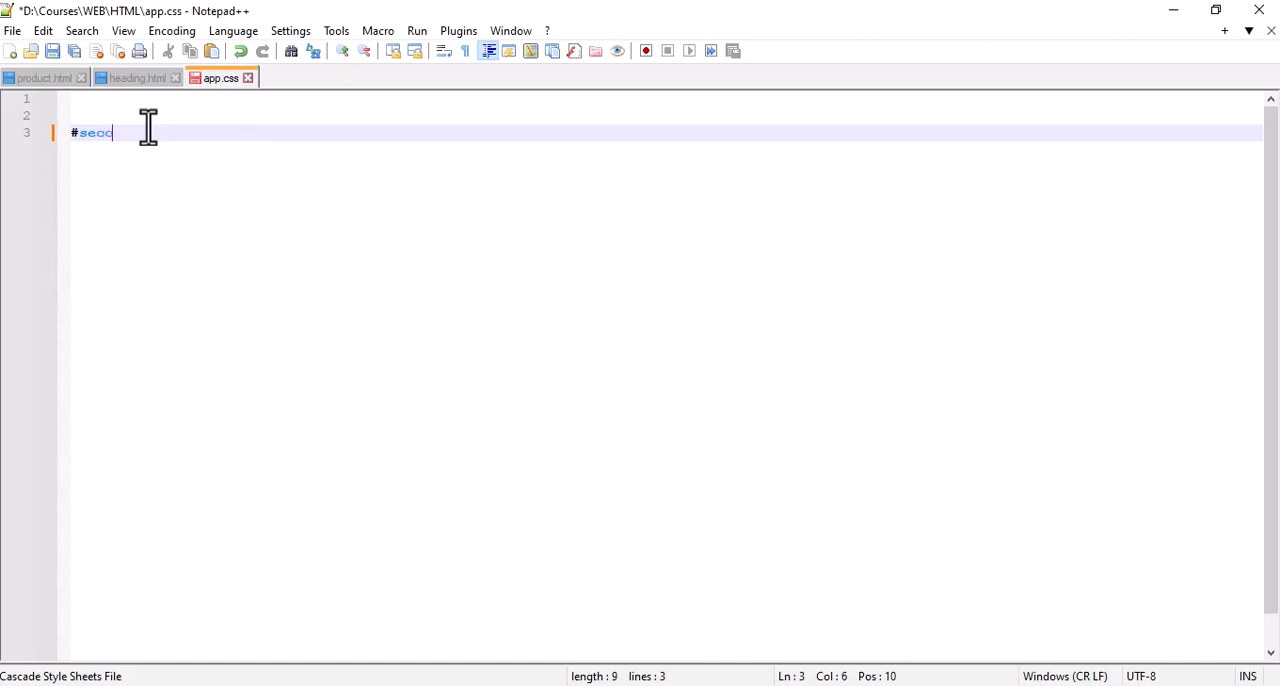 *D:\Courses\WEB\HTML\app.css - Notepad++
File Edit Search View Encoding Language Settings Tools Macro Run Plugins Window ?
product.html heading.html app.css
1
2
3 #seco
Cascade Style Sheets File length : 9 lines : 3 Ln : 3 Col : 6 Pos : 10 Windows (CR LF) UTF-8 INS